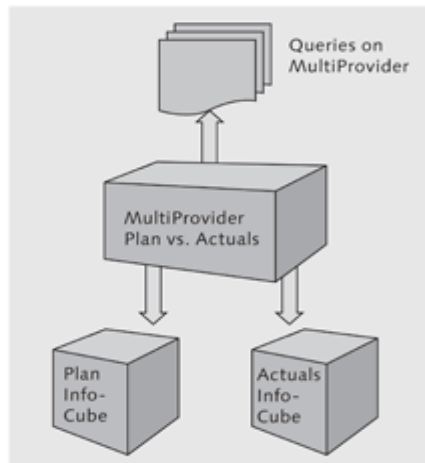 Queries on
MultiProvider
MultiProvider
Plan vs. Actuals
Plan
Info-
Cube
Actuals
Info-
Cube